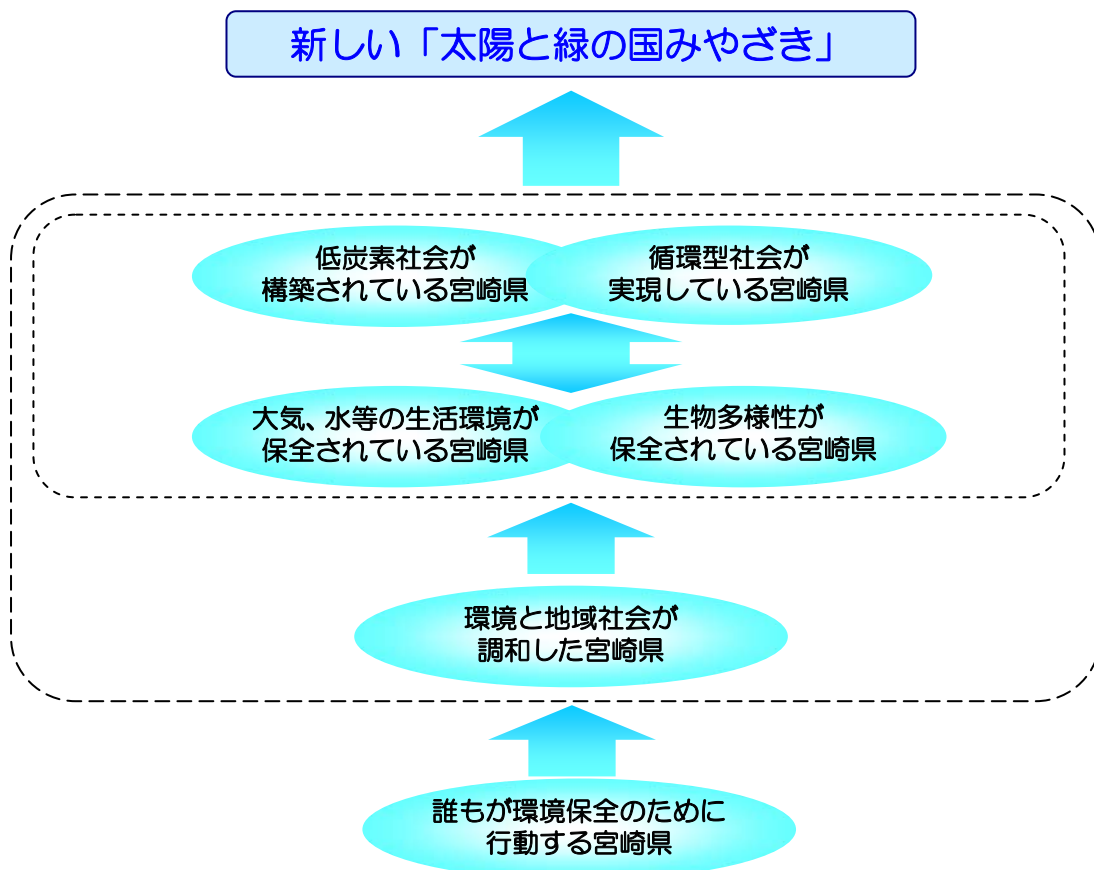 新しい「太陽と緑の国みやざき」
低炭素社会が
構築されている宮崎県
循環型社会が
実現している宮崎県
大気、水等の生活環境が
保全されている宮崎県
生物多様性が
保全されている宮崎県
環境と地域社会が
調和した宮崎県
誰もが環境保全のために
行動する宮崎県